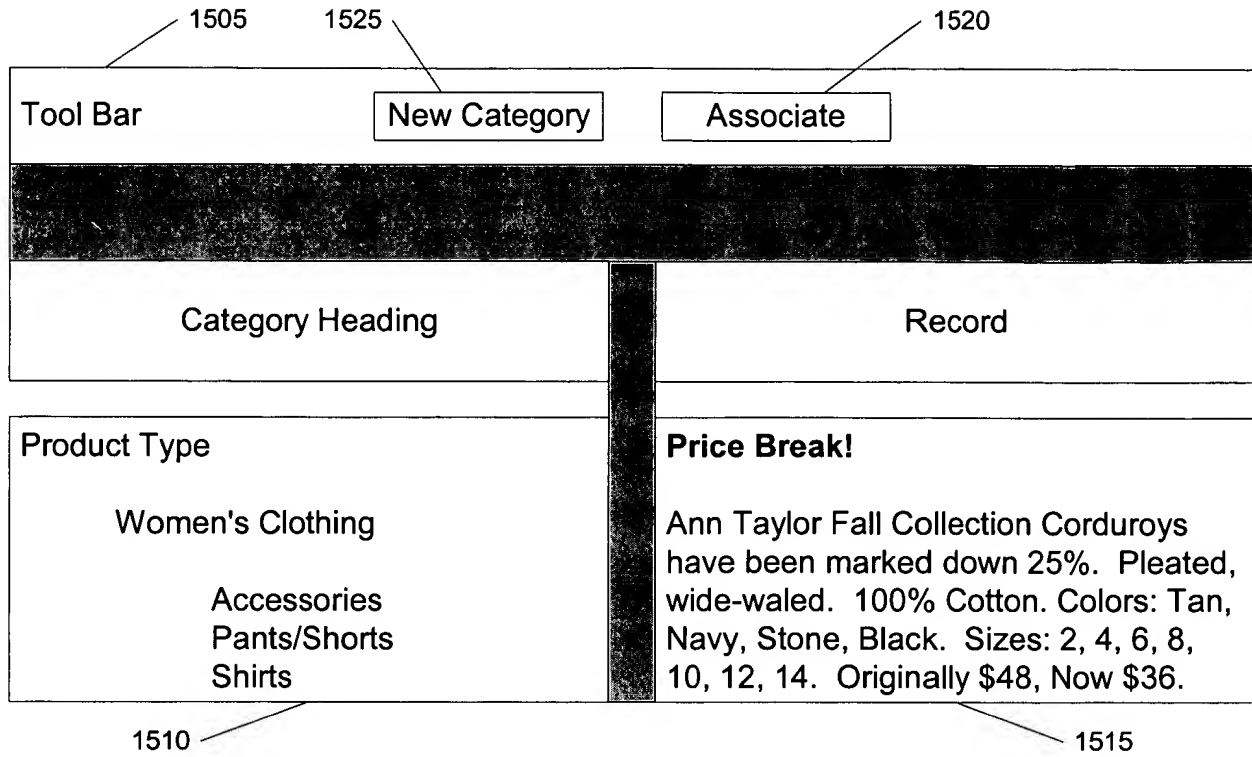 1505 1525 1520
Tool Bar New Category Associate
Category Heading Record
Product Type
Women's Clothing
Accessories
Pants/Shorts
Shirts
Price Break!
Ann Taylor Fall Collection Corduroys
have been marked down 25%. Pleated,
wide-waled. 100% Cotton. Colors: Tan,
Navy, Stone, Black. Sizes: 2, 4, 6, 8,
10, 12, 14. Originally $48, Now $36.
1510 1515